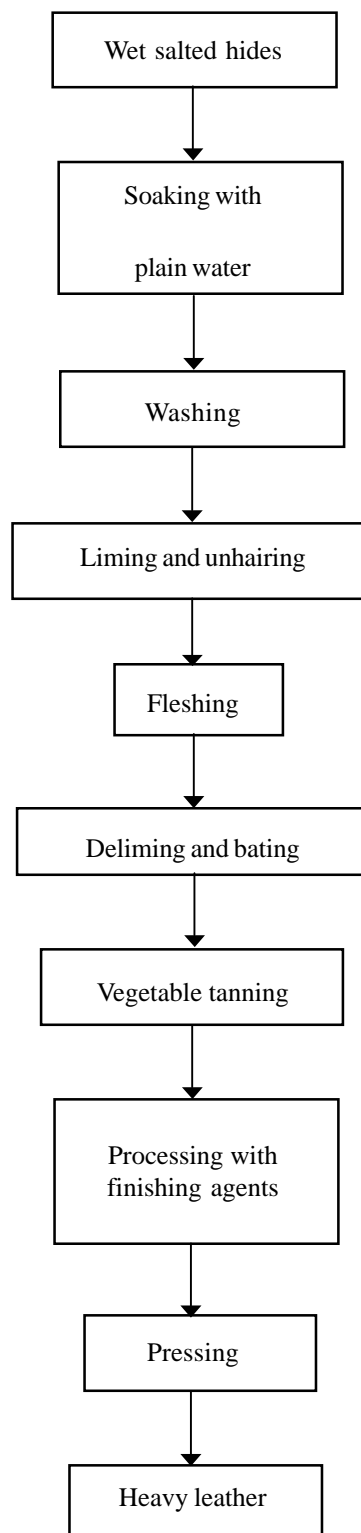 Wet salted hides
Soaking with
plain water
Washing
Liming and unhairing
Fleshing
Deliming and bating
Vegetable tanning
Processing with
finishing agents
Pressing
Heavy leather